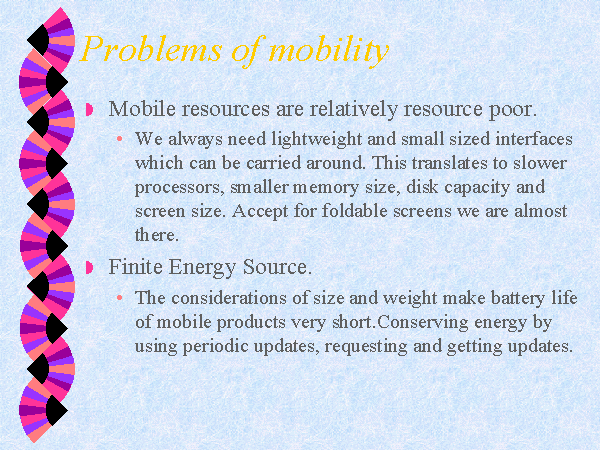 Problems of mobility
Mobile resources are relatively resource poor.
We always need lightweight and small sized interfaces
which can be carried around. This translates to slower
processors, smaller memory size, disk capacity and
screen size. Accept for foldable screens we are almost
there.
Finite Energy Source.
The considerations of size and weight make battery life
of mobile products very short.Conserving energy by
using periodic updates, requesting and getting updates.